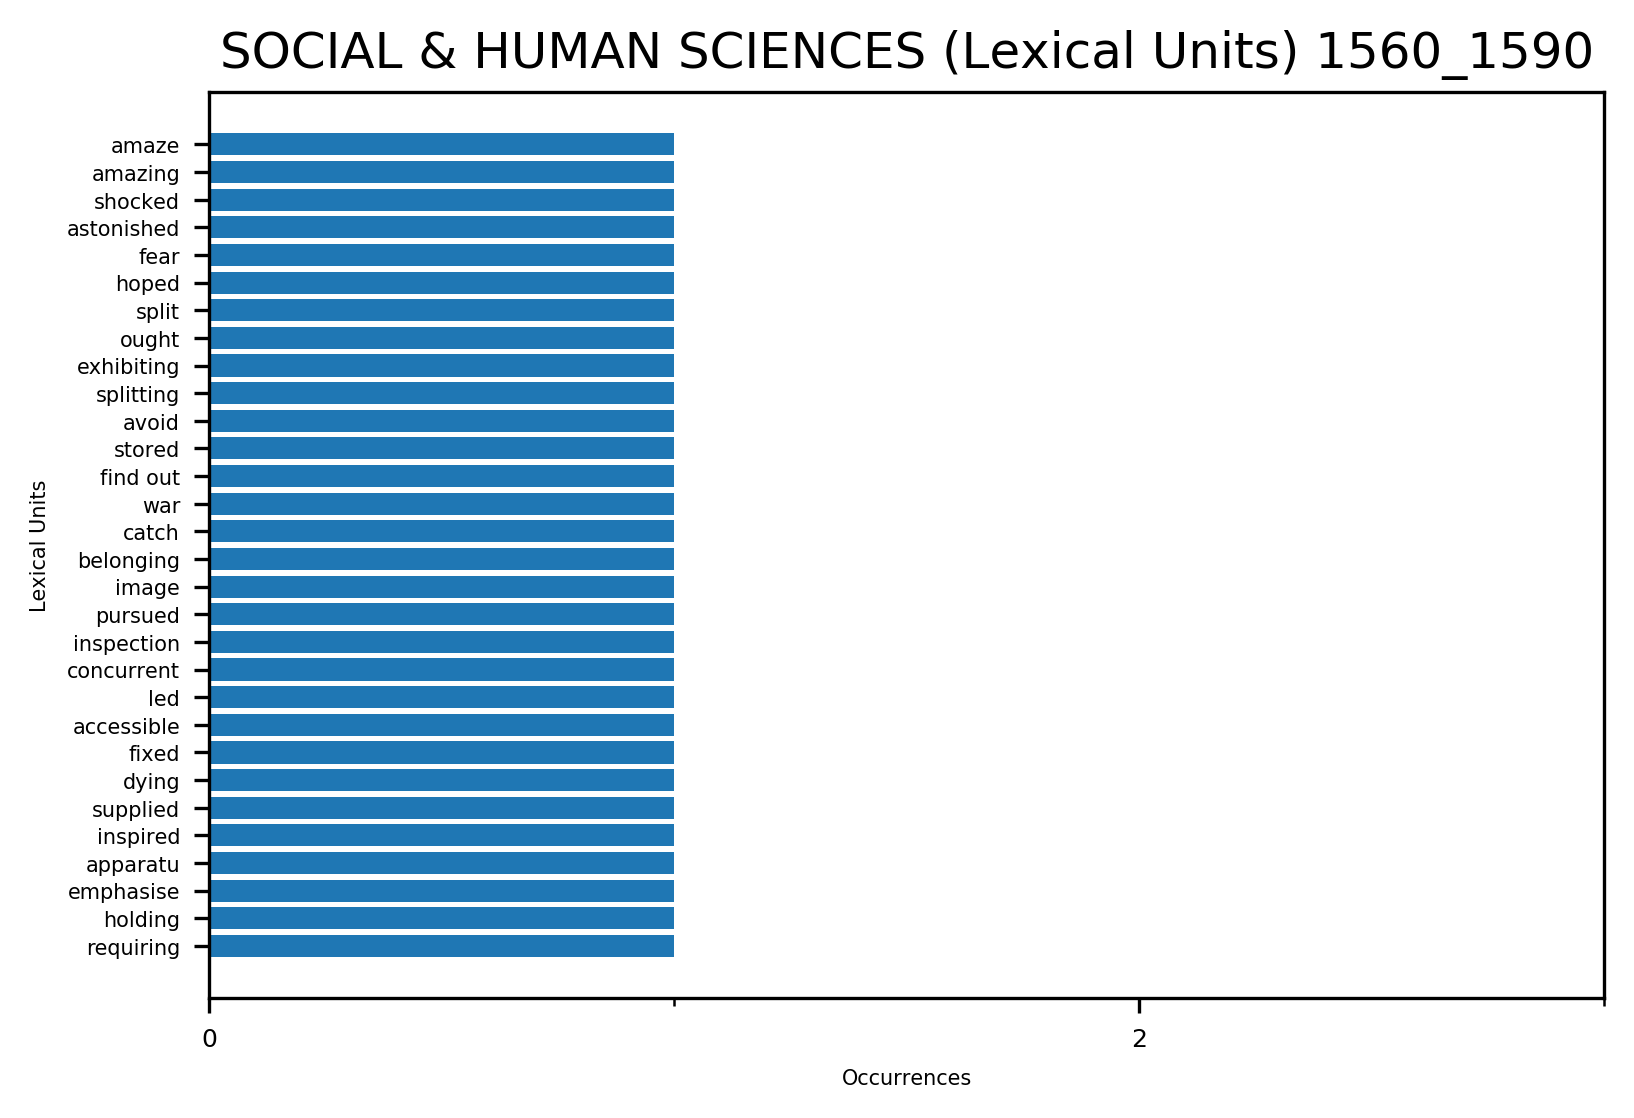 SOCIAL & HUMAN SCIENCES (Lexical Units) 1560_1590
amaze
amazing
shocked
astonished
fear
hoped
split
ought
exhibiting
splitting
avoid
stored
find out
war
catch
belonging
image
pursued
inspection
concurrent
led
accessible
fixed
dying
supplied
inspired
apparatu
emphasise
holding
requiring
Lexical Units
0 2
Occurrences